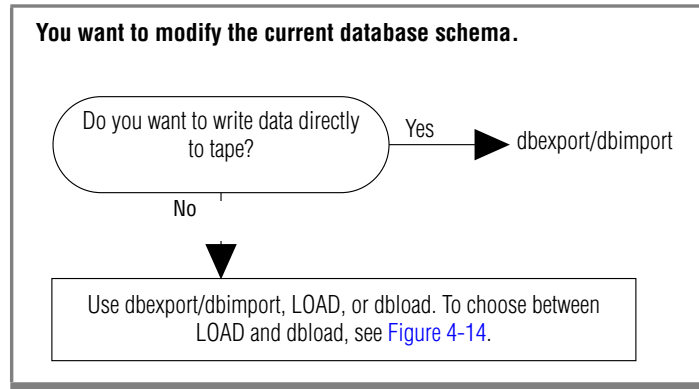 You want to modify the current database schema.
Do you want to write data directly
to tape?
Yes
dbexport/dbimport
No
Use dbexport/dbimport, LOAD, or dbload. To choose between
LOAD and dbload, see Figure 4-14.